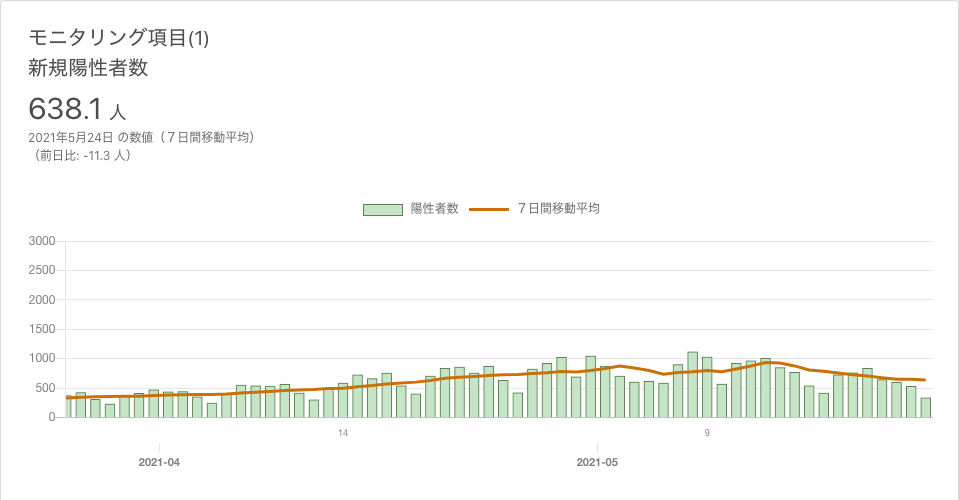 モニタリング項目(1)
新規陽性者数
638.1 人
2021年5月24日 の数値（７日間移動平均）
（前日比: -11.3 人）
陽性者数 ７日間移動平均
3000
2500
2000
1500
1000
500
0
14 9
2021-04 2021-05